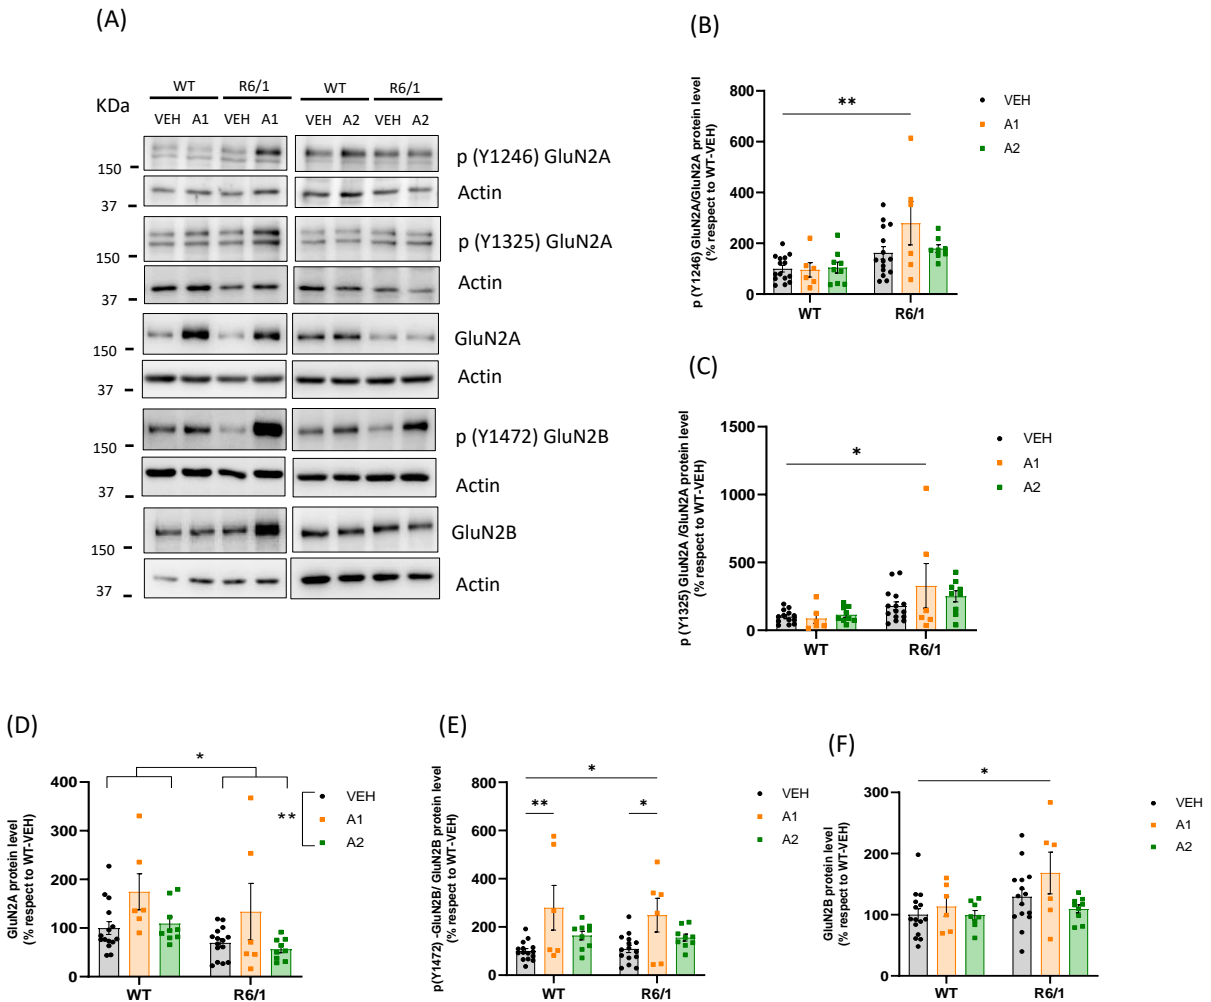 (A)
WT R6/1 WT R6/1
KDa
VEH A1 VEH A1 VEH A2 VEH A2
p (Y1246) GluN2A
150
Actin
37
p (Y1325) GluN2A
150
Actin
37
GluN2A
150
Actin
37
p (Y1472) GluN2B
150
Actin
37
GluN2B
150
Actin
37
(B)
p (Y1246) GluN2A/GluN2A protein level
(% respect to WT-VEH)
800
600
400
200
0
**
WT R6/1
VEH
A1
A2
(C)
p (Y1325) GluN2A /GluN2A protein level
(% respect to WT-VEH)
1500
1000
500
0
*
WT R6/1
VEH
A1
A2
(D)
GluN2A protein level
(% respect to WT-VEH)
400
300
200
100
0
*
**
WT R6/1
VEH
A1
A2
(E)
p(Y1472) -GluN2B/ GluN2B protein level
(% respect to WT-VEH)
800
600
400
200
0
*
** *
WT R6/1
VEH
A1
A2
(F)
GluN2B protein level
(% respect to WT-VEH)
300
200
100
0
*
WT R6/1
VEH
A1
A2